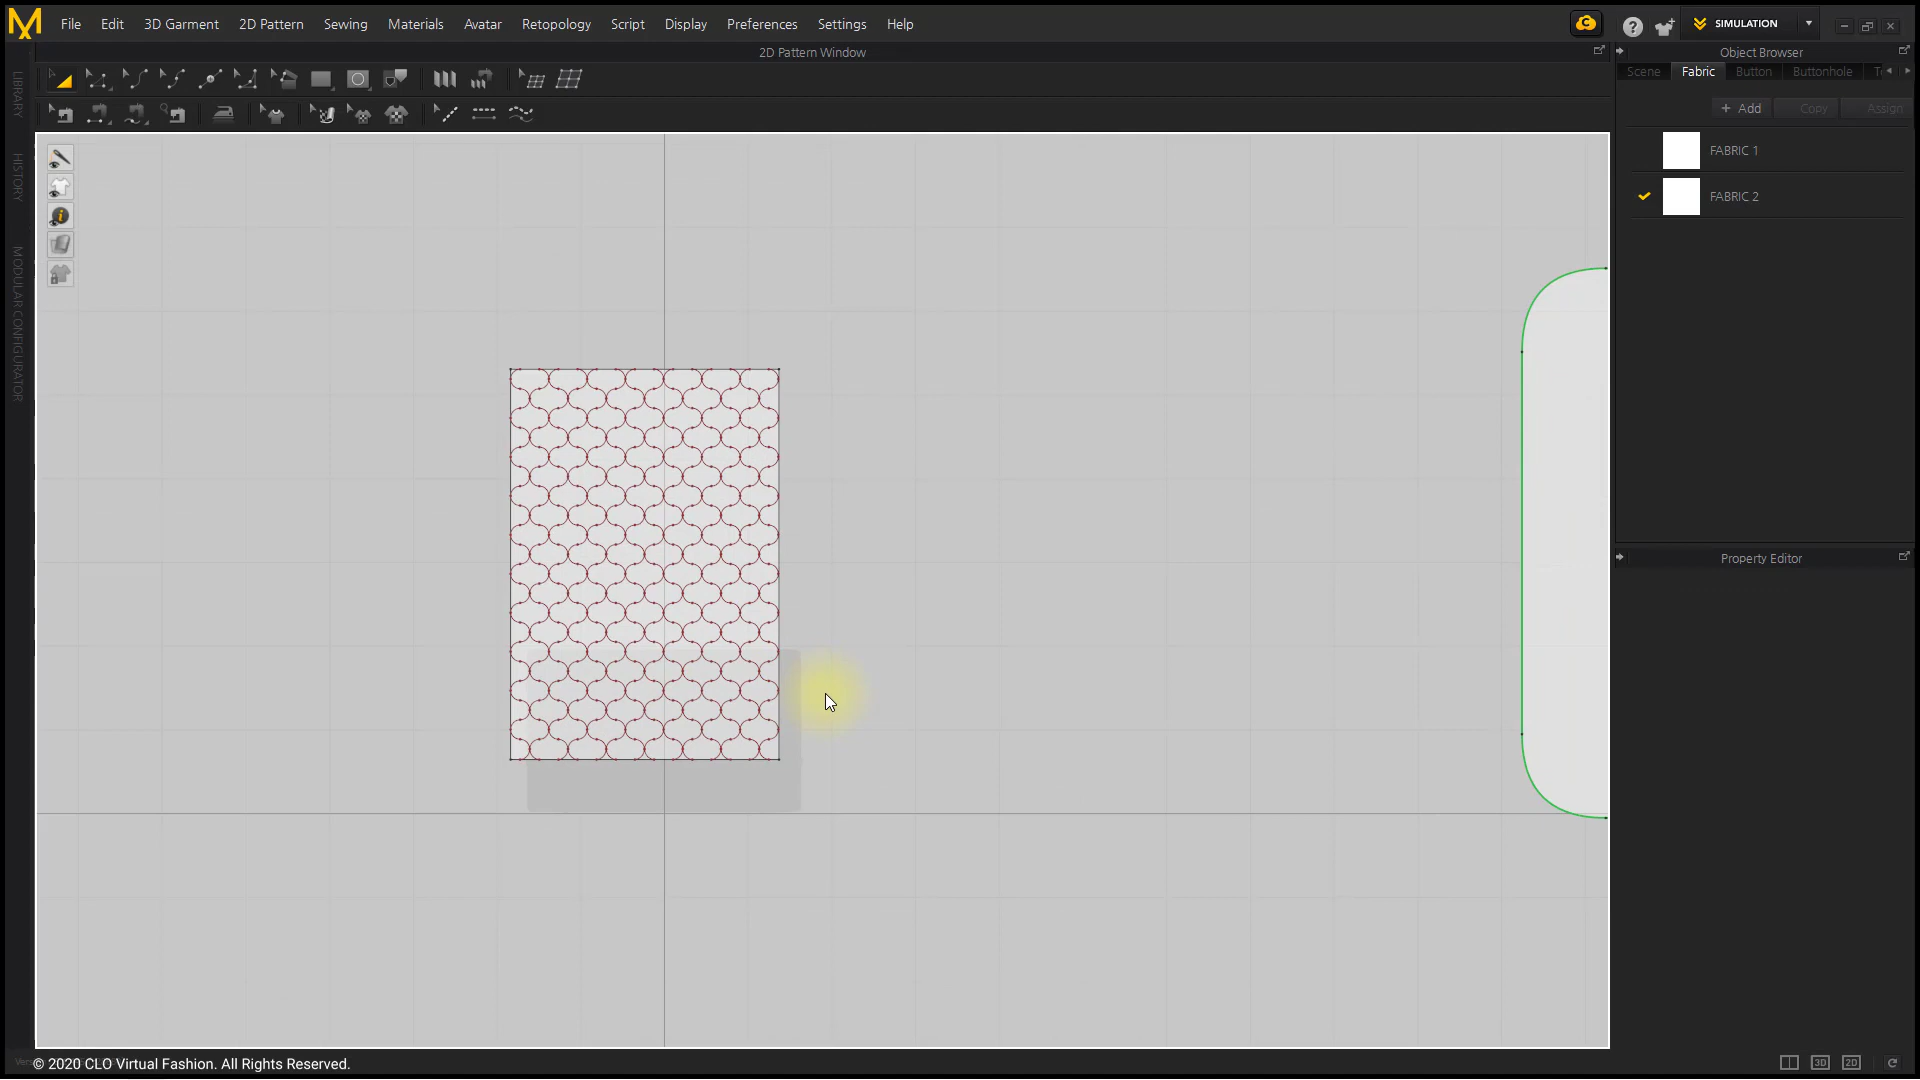 File Edit 3D Garment 2D Pattern Sewing Materials Avatar Retopology Script Display Preferences Settings Help
SIMULATION
2D Pattern Window
Object Browser
Scene Fabric Button Buttonhole
+ Add Copy Assign
FABRIC 1
FABRIC 2
Property Editor
LIBRARY
HISTORY
MODULAR CONFIGURATOR
© 2020 CLO Virtual Fashion. All Rights Reserved.
3D 2D